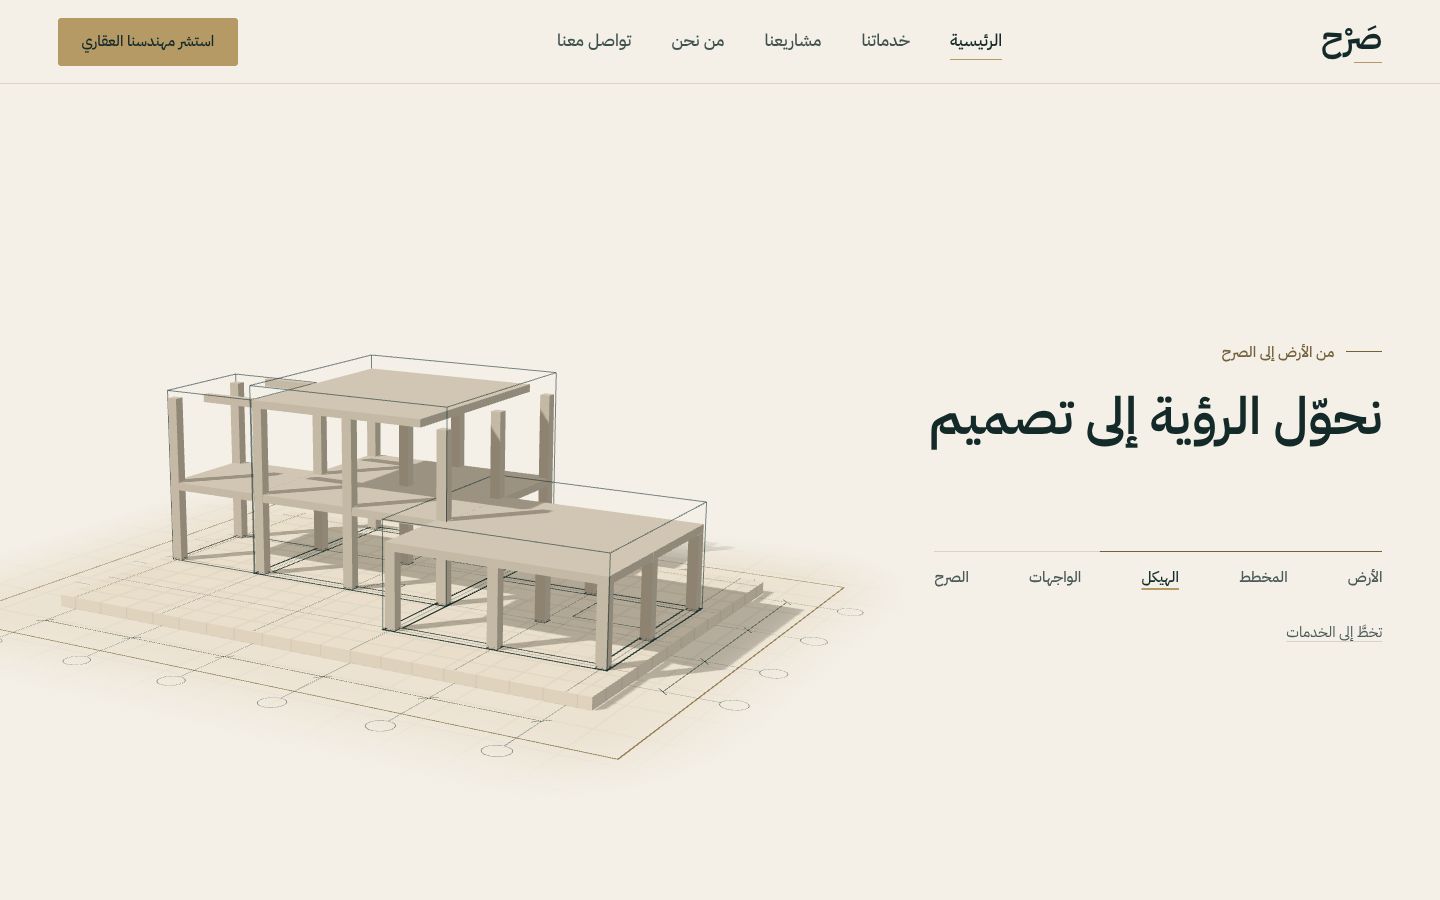 صَرْح
الرئيسية
خدماتنا
مشاريعنا
من نحن
تواصل معنا
استشر مهندسنا العقاري
من الأرض إلى الصرح
نحوّل الرؤية إلى تصميم
الأرض
المخطط
الهيكل
الواجهات
الصرح
تخطَّ إلى الخدمات